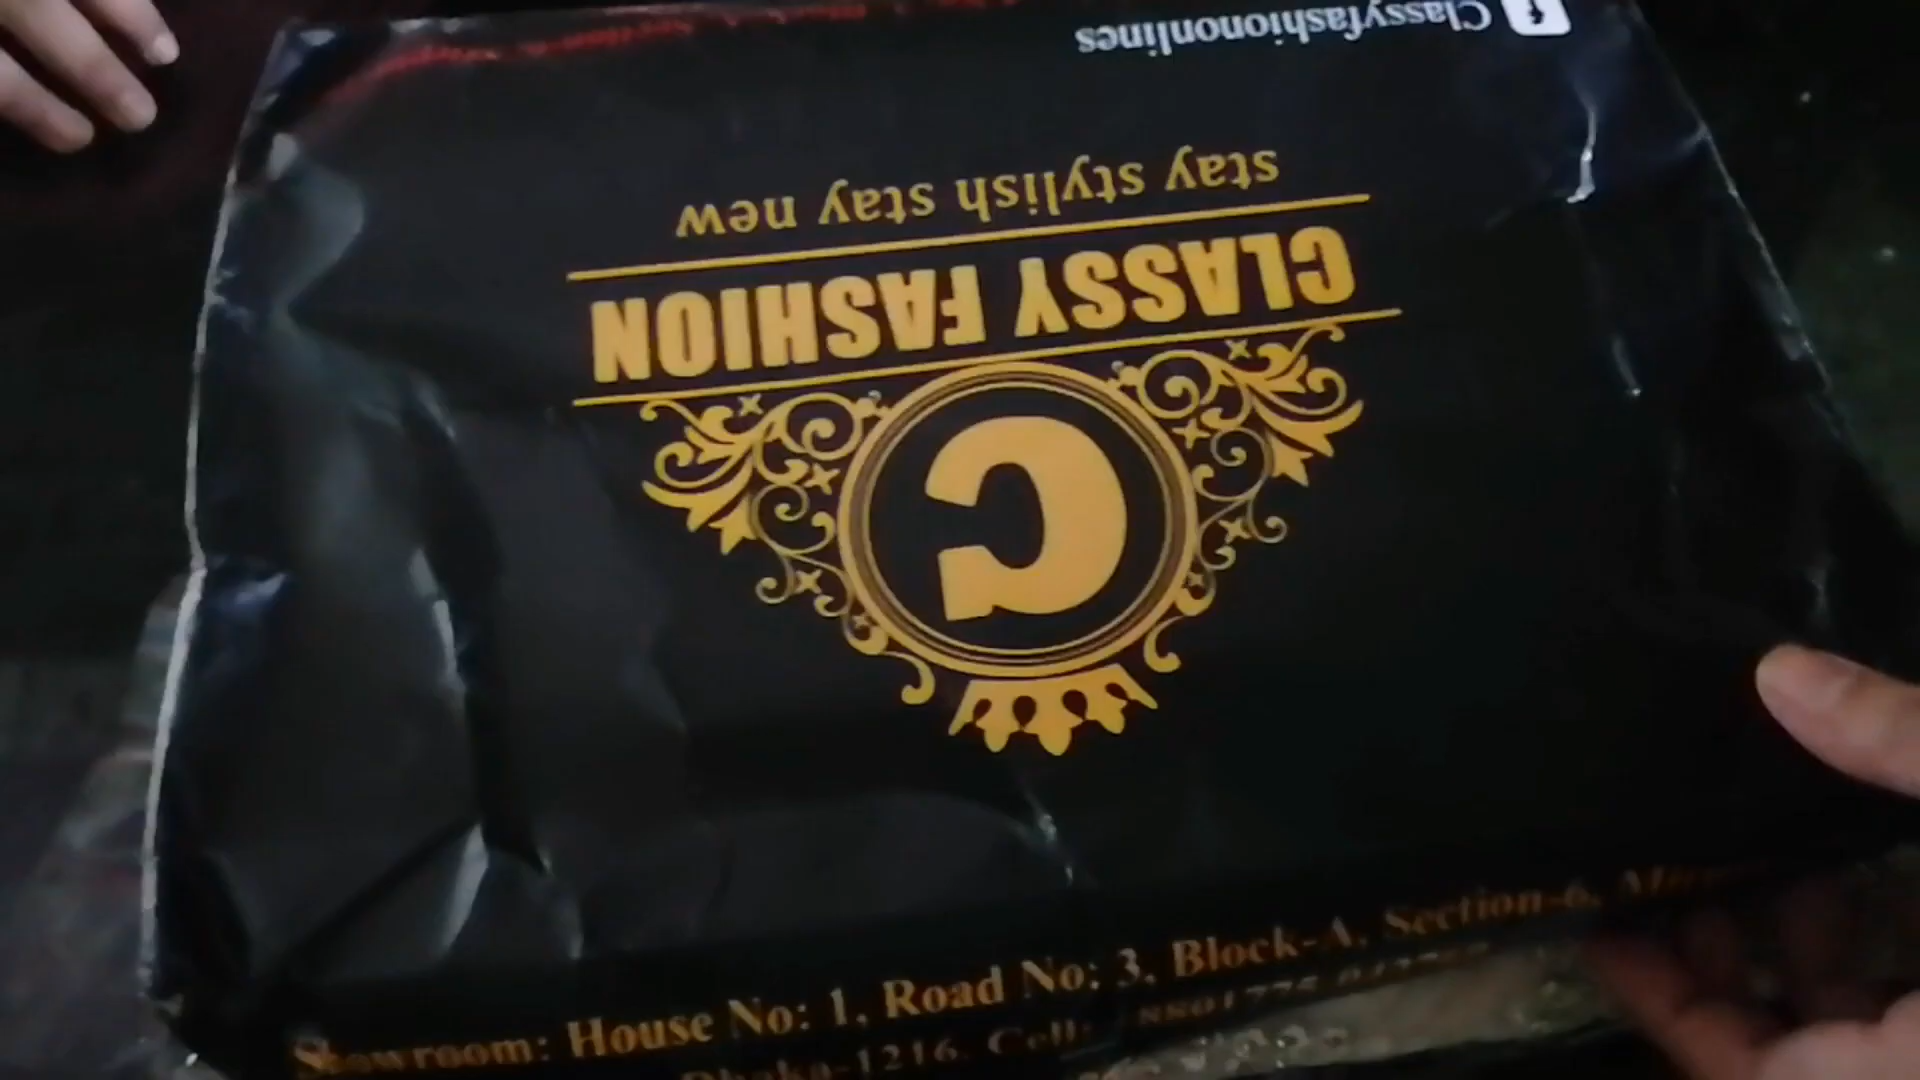 Classyfashiononlines
stay stylish stay new
CLASSY FASHION
C
Showroom: House No: 1, Road No: 3, Block-A, Section-6,
Dhaka-1216. Cell: